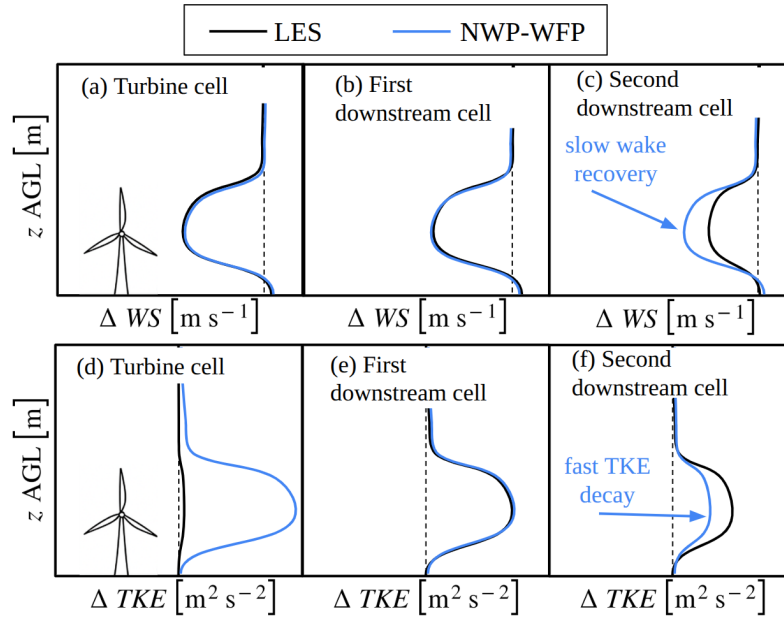 LES NWP-WFP
(a) Turbine cell
(b) First
downstream cell
(c) Second
downstream cell
slow wake
recovery
z AGL [m]
Δ WS [m s⁻¹]
Δ WS [m s⁻¹]
Δ WS [m s⁻¹]
(d) Turbine cell
(e) First
downstream cell
(f) Second
downstream cell
fast TKE
decay
z AGL [m]
Δ TKE [m² s⁻²]
Δ TKE [m² s⁻²]
Δ TKE [m² s⁻²]